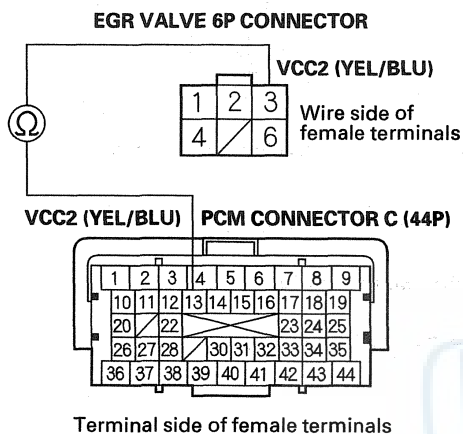 EGR VALVE 6P CONNECTOR
VCC2 (YEL/BLU)
1 2 3
4 6
Wire side of
female terminals
Ω
VCC2 (YEL/BLU) PCM CONNECTOR C (44P)
1 2 3 4 5 6 7 8 9
10 11 12 13 14 15 16 17 18 19
20 22 23 24 25
26 27 28 30 31 32 33 34 35
36 37 38 39 40 41 42 43 44
Terminal side of female terminals